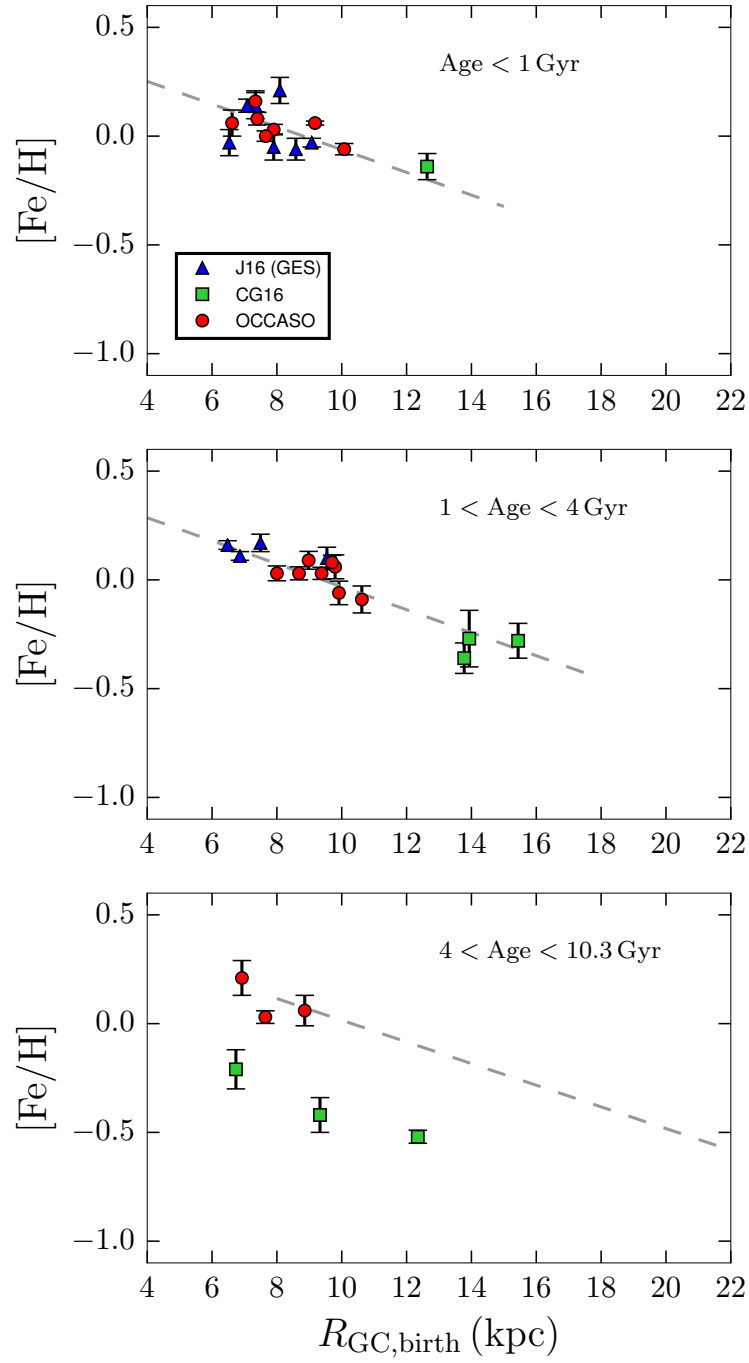 0.5
0.0
−0.5
−1.0
[Fe/H]
Age < 1 Gyr
J16 (GES)
CG16
OCCASO
4 6 8 10 12 14 16 18 20 22
0.5
0.0
−0.5
−1.0
[Fe/H]
1 < Age < 4 Gyr
4 6 8 10 12 14 16 18 20 22
0.5
0.0
−0.5
−1.0
[Fe/H]
4 < Age < 10.3 Gyr
4 6 8 10 12 14 16 18 20 22
R_GC,birth (kpc)